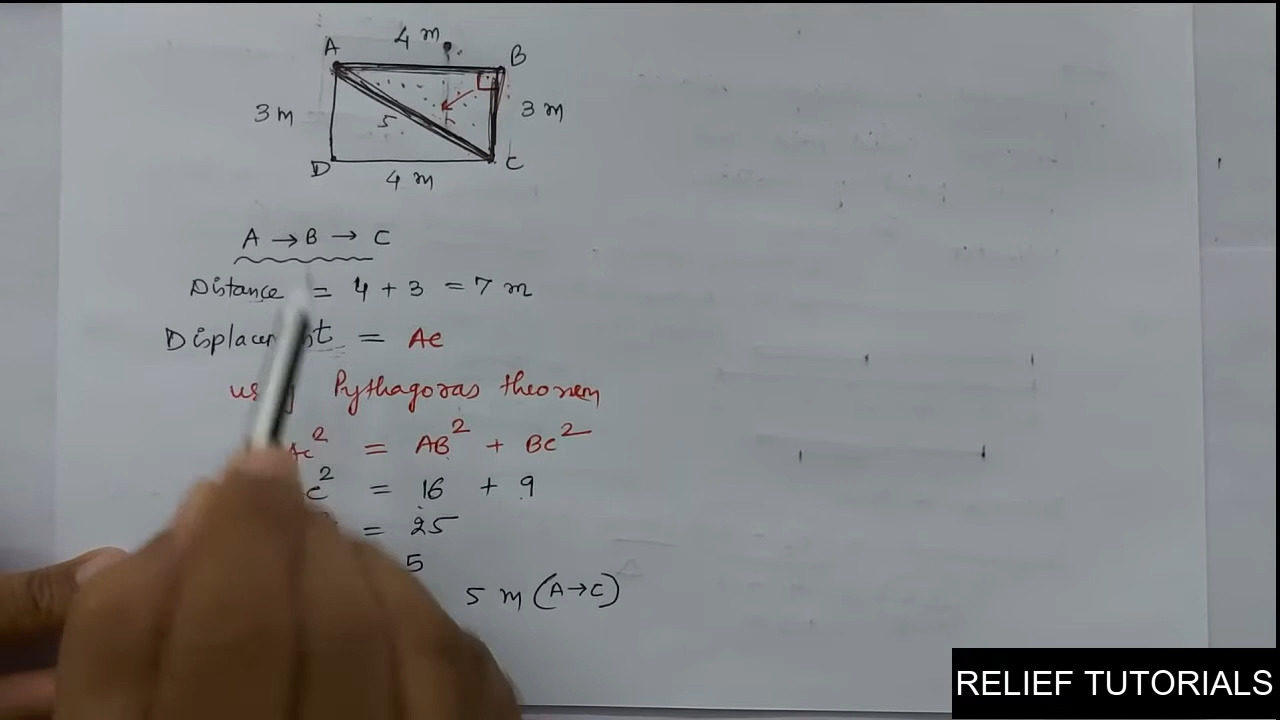 4 m
A
B
3 m
5
3 m
D
C
4 m
A → B → C
Distance = 4 + 3 = 7 m
= AC
Pythagoras theorem
AC² = AB² + BC²
C² = 16 + 9
= 25
5
5 m (A→C)
RELIEF TUTORIALS